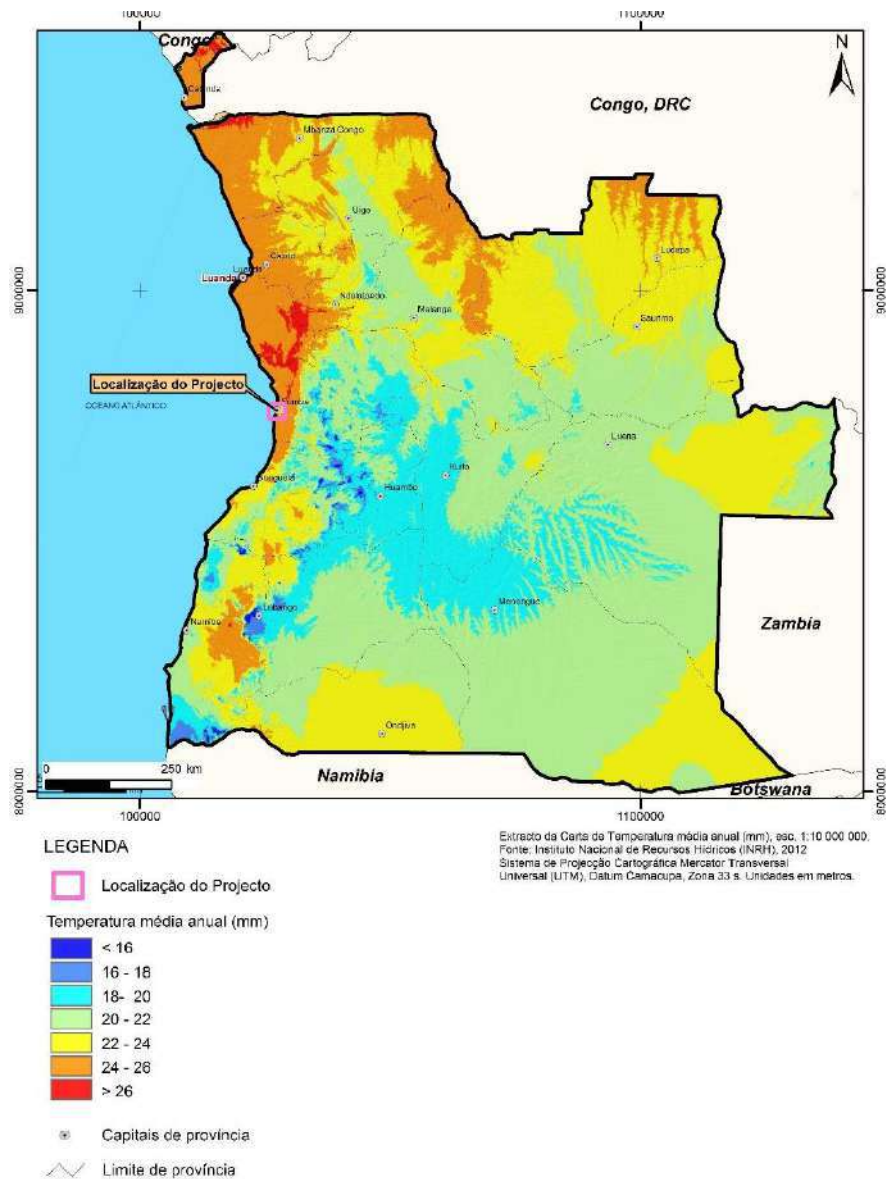 100000
1100000
Congo
N
Cabinda
Congo, DRC
Mbanza Congo
Uige
Lucapa
Caxito
Luanda
Luanda
9000000
9000000
Ndalatando
Malange
Saurimo
Localização do Projecto
OCEANO ATLÂNTICO
Sumbe
Luena
Kuito
Benguela
Huambo
Menongue
Lubango
Namibe
Zambia
Ondjiva
0
250 km
Namibia
Botswana
8000000
8000000
100000
1100000
LEGENDA
Localização do Projecto
Temperatura média anual (mm)
< 16
16 - 18
18- 20
20 - 22
22 - 24
24 - 26
> 26
Capitais de província
Limite de província
Extracto da Carta de Temperatura média anual (mm), esc. 1:10 000 000.
Fonte: Instituto Nacional de Recursos Hídricos (INRH), 2012
Sistema de Projecção Cartográfica Mercator Transversal
Universal (UTM), Datum Camacupa, Zona 33 s. Unidades em metros.